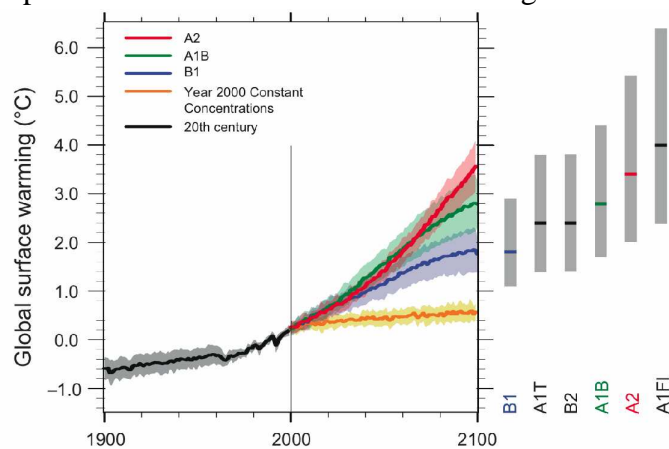 A2
A1B
B1
Year 2000 Constant
Concentrations
20th century
Global surface warming (°C)
6.0
5.0
4.0
3.0
2.0
1.0
0.0
–1.0
1900
2000
2100
B1
A1T
B2
A1B
A2
A1FI